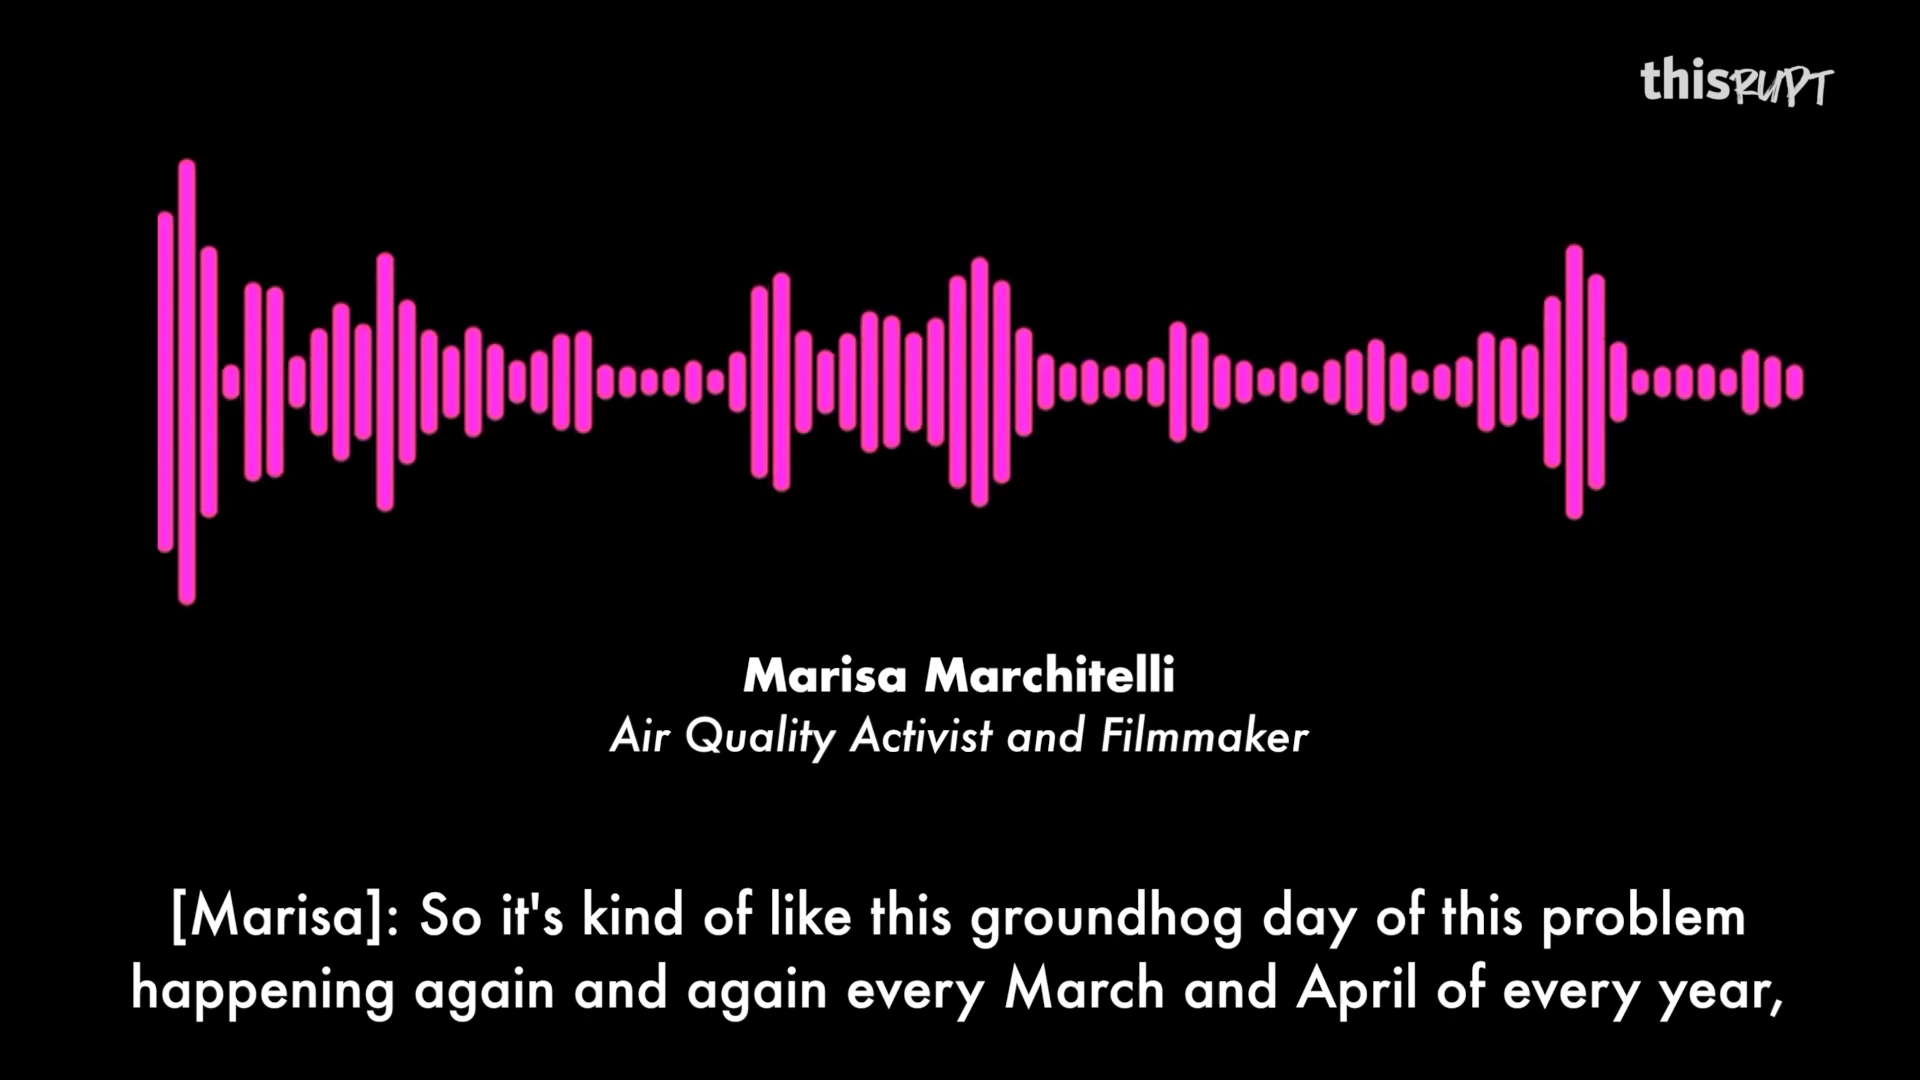 thisRUPT
Marisa Marchitelli
Air Quality Activist and Filmmaker
[Marisa]: So it's kind of like this groundhog day of this problem
happening again and again every March and April of every year,